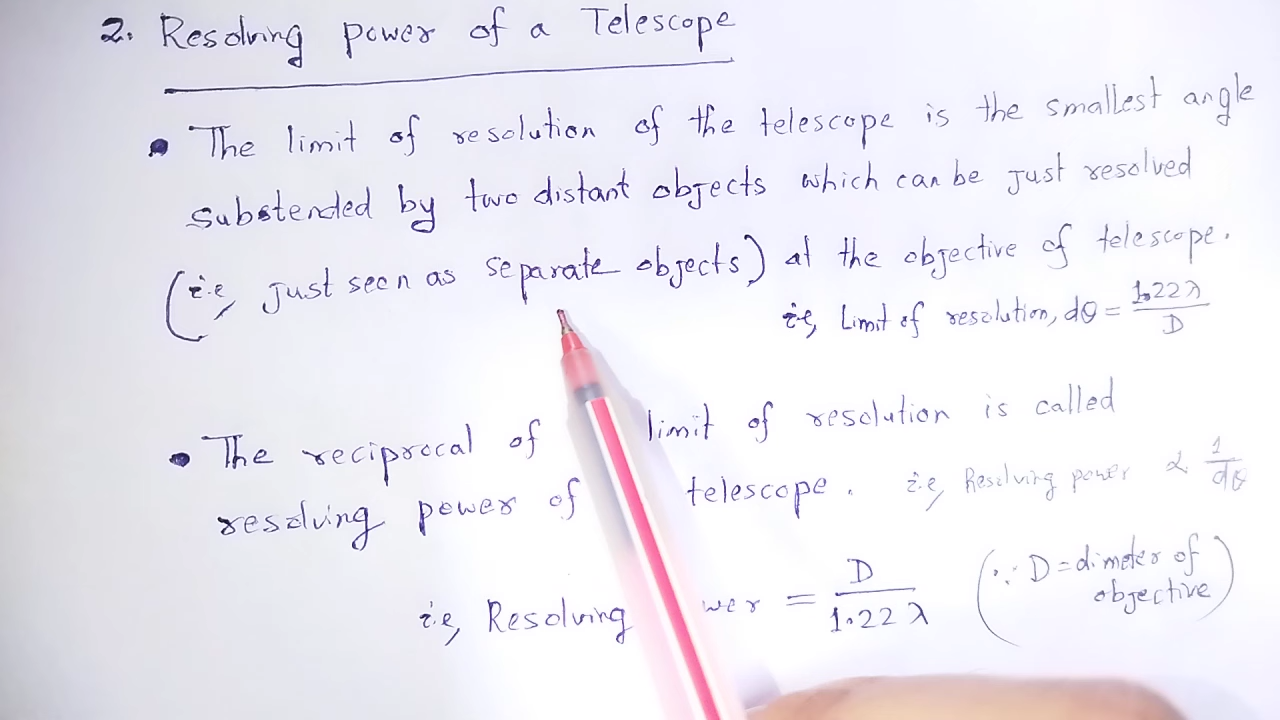 2. Resolving power of a Telescope
• The limit of resolution of the telescope is the smallest angle
substended by two distant objects which can be just resolved
(i.e, just seen as separate objects) at the objective of telescope.
ie, Limit of resolution, dθ = 1.22λ/D
• The reciprocal of limit of resolution is called
resolving power of telescope. i.e, Resolving power α 1/dθ
i.e, Resolving wer = D/1.22λ (∵ D = dimeter of
objective)